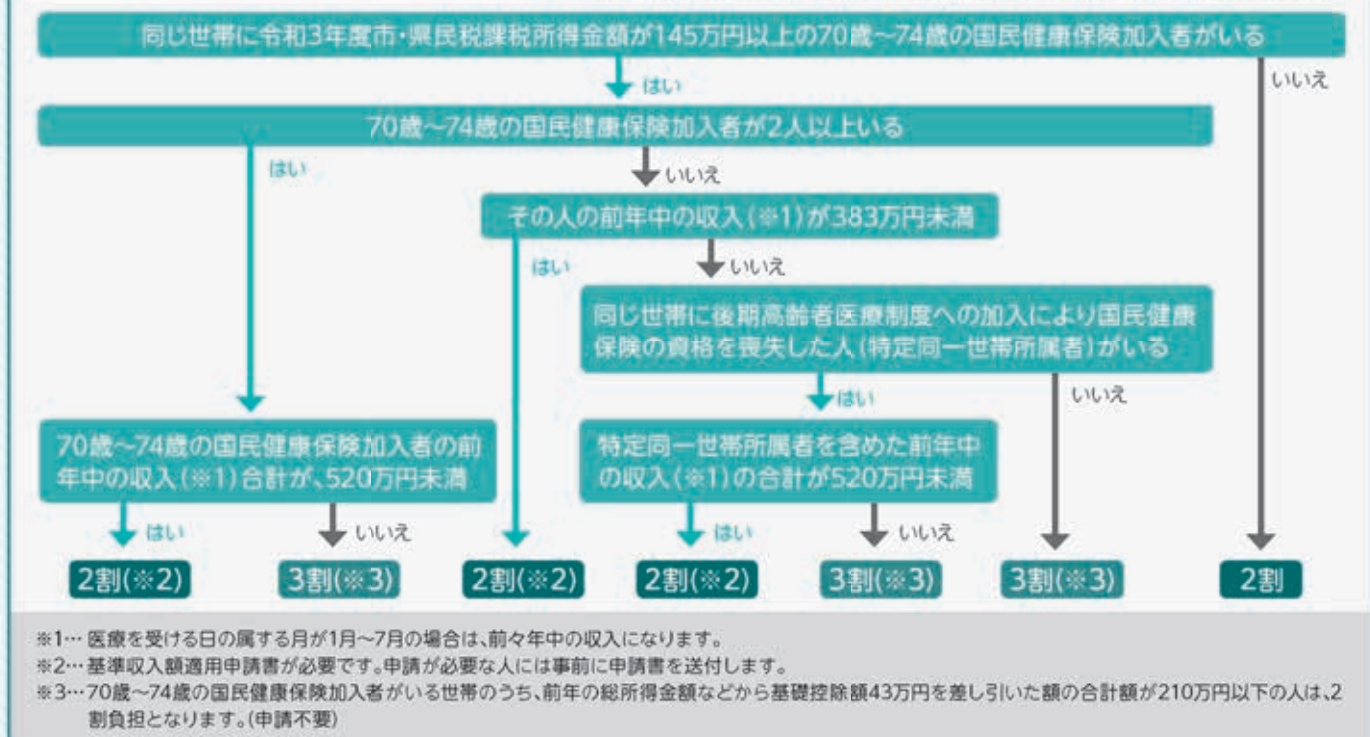 同じ世帯に令和3年度市・県民税課税所得金額が145万円以上の70歳〜74歳の国民健康保険加入者がいる
はい
いいえ
70歳〜74歳の国民健康保険加入者が2人以上いる
はい
いいえ
その人の前年中の収入(※1)が383万円未満
はい
いいえ
同じ世帯に後期高齢者医療制度への加入により国民健康
保険の資格を喪失した人(特定同一世帯所属者)がいる
はい
いいえ
70歳〜74歳の国民健康保険加入者の前
年中の収入(※1)合計が、520万円未満
特定同一世帯所属者を含めた前年中
の収入(※1)の合計が520万円未満
はい
いいえ
はい
いいえ
2割(※2)
3割(※3)
2割(※2)
2割(※2)
3割(※3)
3割(※3)
2割
※1… 医療を受ける日の属する月が1月〜7月の場合は、前々年中の収入になります。
※2… 基準収入額適用申請書が必要です。申請が必要な人には事前に申請書を送付します。
※3…70歳〜74歳の国民健康保険加入者がいる世帯のうち、前年の総所得金額などから基礎控除額43万円を差し引いた額の合計額が210万円以下の人は、2
割負担となります。(申請不要)